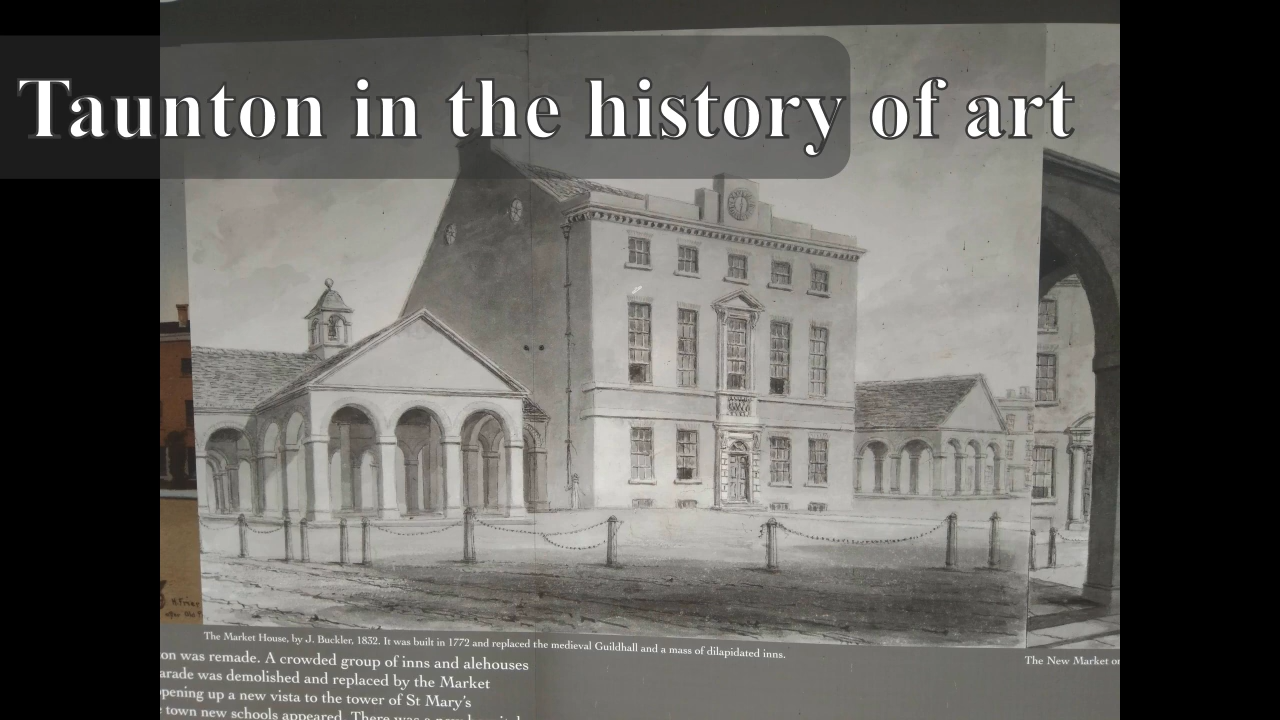 Taunton in the history of art
The Market House, by J. Buckler, 1832. It was built in 1772 and replaced the medieval Guildhall and a mass of dilapidated inns.
on was remade. A crowded group of inns and alehouses
arade was demolished and replaced by the Market
opening up a new vista to the tower of St Mary's
town new schools appeared. There was a new
The New Market